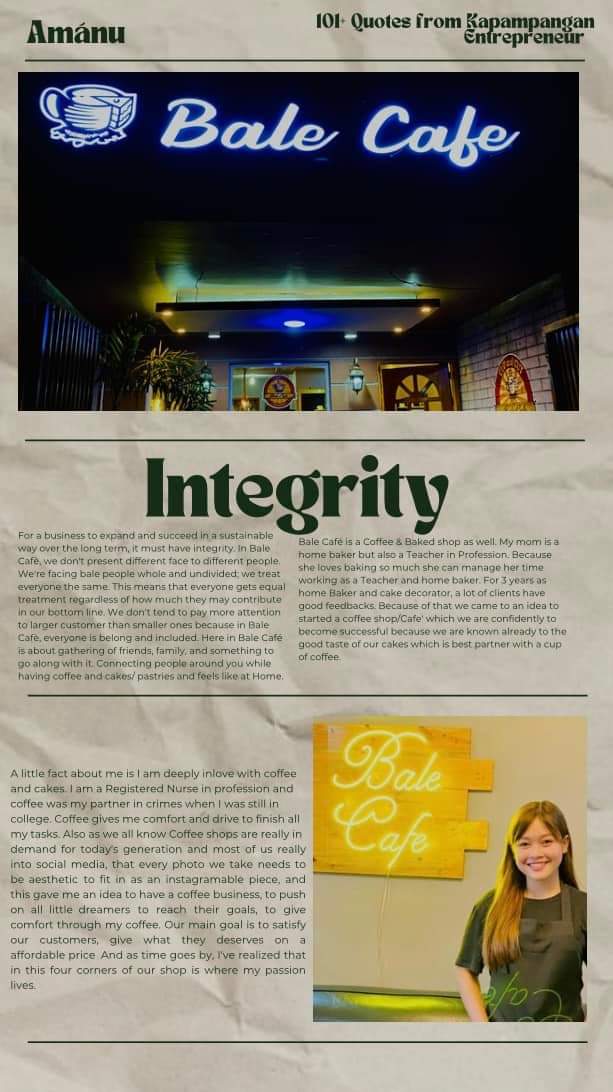 Amánu
101+ Quotes from Kapampangan
Entrepreneur
Bale Cafe
Integrity
For a business to expand and succeed in a sustainable
way over the long term, it must have integrity. In Bale
Cafè, we don't present different face to different people.
We're facing bale people whole and undivided; we treat
everyone the same. This means that everyone gets equal
treatment regardless of how much they may contribute
in our bottom line. We don't tend to pay more attention
to larger customer than smaller ones because in Bale
Cafè, everyone is belong and included. Here in Bale Café
is about gathering of friends, family, and something to
go along with it. Connecting people around you while
having coffee and cakes/ pastries and feels like at Home.
Bale Café is a Coffee & Baked shop as well. My mom is a
home baker but also a Teacher in Profession. Because
she loves baking so much she can manage her time
working as a Teacher and home baker. For 3 years as
home Baker and cake decorator, a lot of clients have
good feedbacks. Because of that we came to an idea to
started a coffee shop/Cafe' which we are confidently to
become successful because we are known already to the
good taste of our cakes which is best partner with a cup
of coffee.
A little fact about me is I am deeply inlove with coffee
and cakes. I am a Registered Nurse in profession and
coffee was my partner in crimes when I was still in
college. Coffee gives me comfort and drive to finish all
my tasks. Also as we all know Coffee shops are really in
demand for today's generation and most of us really
into social media, that every photo we take needs to
be aesthetic to fit in as an instagramable piece, and
this gave me an idea to have a coffee business, to push
on all little dreamers to reach their goals, to give
comfort through my coffee. Our main goal is to satisfy
our customers, give what they deserves on a
affordable price. And as time goes by, I've realized that
in this four corners of our shop is where my passion
lives.
Bale
Cafe